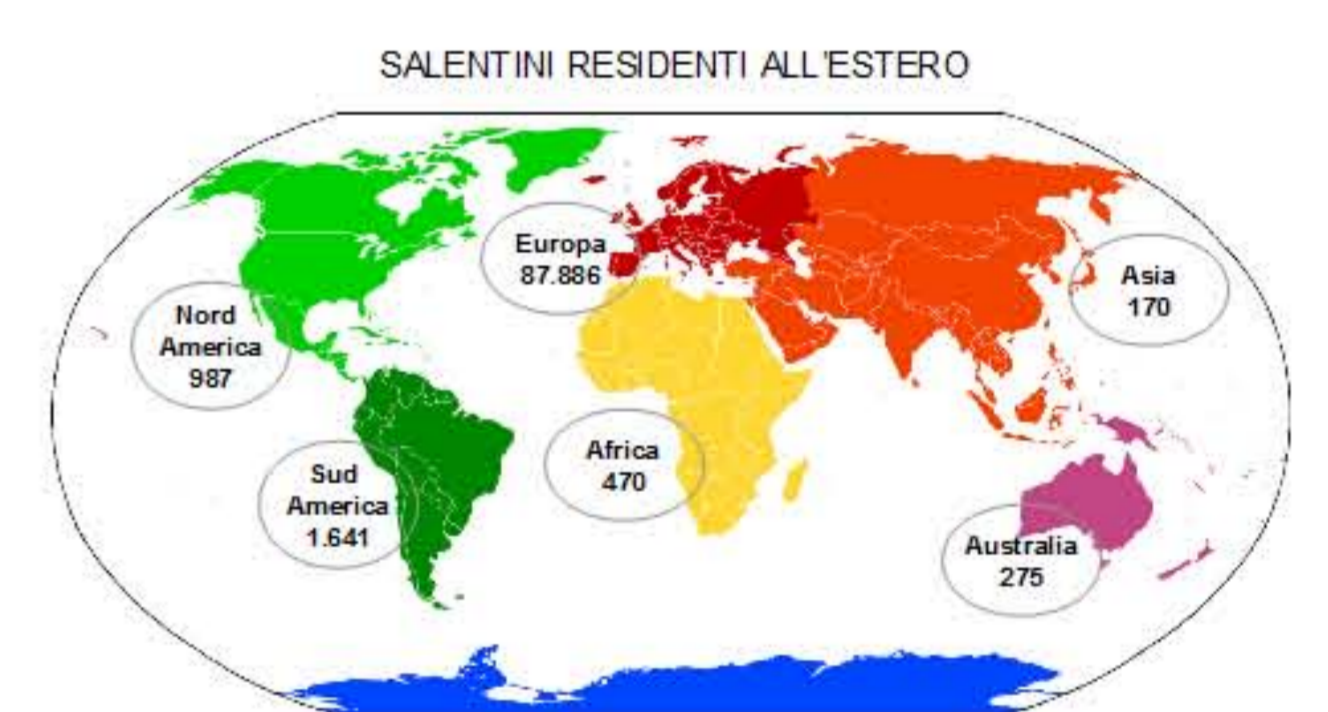 SALENTINI RESIDENTI ALL'ESTERO
Europa
87.886
Asia
170
Nord
America
987
Africa
470
Sud
America
1.641
Australia
275